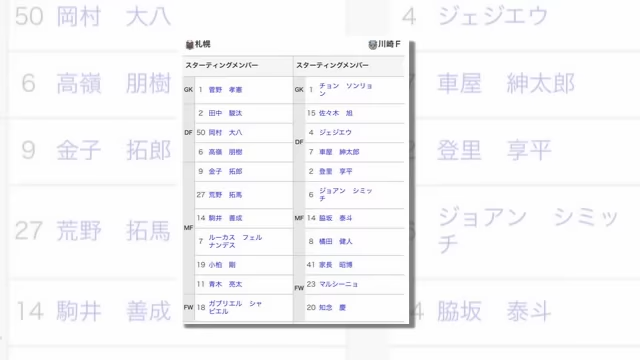 札幌
川崎F
スターティングメンバー
スターティングメンバー
GK 1 菅野 孝憲
DF 2 田中 駿汰
50 岡村 大八
6 高嶺 朋樹
MF 9 金子 拓郎
27 荒野 拓馬
14 駒井 善成
7 ルーカス フェル
ナンデス
19 小柏 剛
11 青木 亮太
FW 18 ガブリエル シャ
ビエル
GK 1 チョン ソンリョ
ン
DF 15 佐々木 旭
4 ジェジエウ
7 車屋 紳太郎
2 登里 享平
MF 6 ジョアン シミッ
チ
14 脇坂 泰斗
8 橘田 健人
FW 41 家長 昭博
23 マルシーニョ
20 知念 慶
50 岡村 大八
6 高嶺 朋樹
9 金子 拓郎
27 荒野 拓馬
14 駒井 善成
4 ジェジエウ
7 車屋 紳太郎
2 登里 享平
ジョアン シミッ
チ
4 脇坂 泰斗